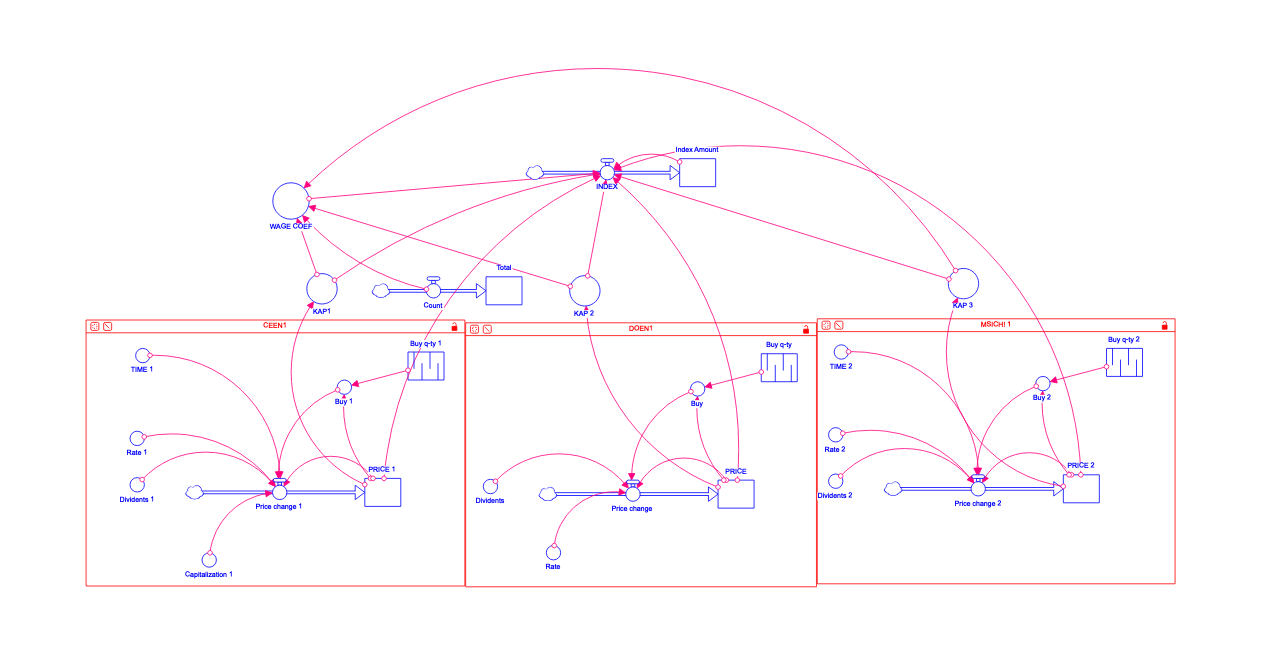 Index Amount
INDEX
WAGE COEF
Total
KAP1
Count
KAP 2
KAP 3
CEEN1
DOEN1
MSICH! 1
Buy q-ty 1
TIME 1
Buy 1
Rate 1
PRICE 1
Dividents 1
Price change 1
Capitalization 1
Buy q-ty
Buy
PRICE
Dividents
Price change
Rate
Buy q-ty 2
TIME 2
Buy 2
Rate 2
PRICE 2
Dividents 2
Price change 2